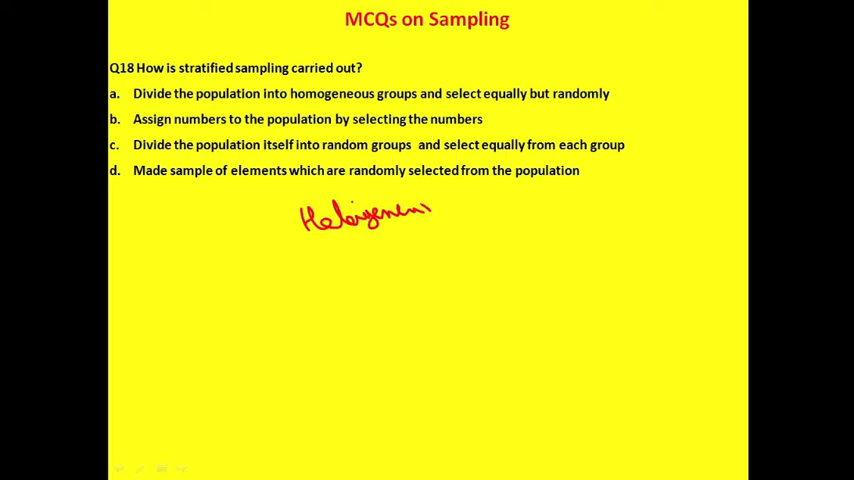 MCQs on Sampling
Q18 How is stratified sampling carried out?
a. Divide the population into homogeneous groups and select equally but randomly
b. Assign numbers to the population by selecting the numbers
c. Divide the population itself into random groups and select equally from each group
d. Made sample of elements which are randomly selected from the population